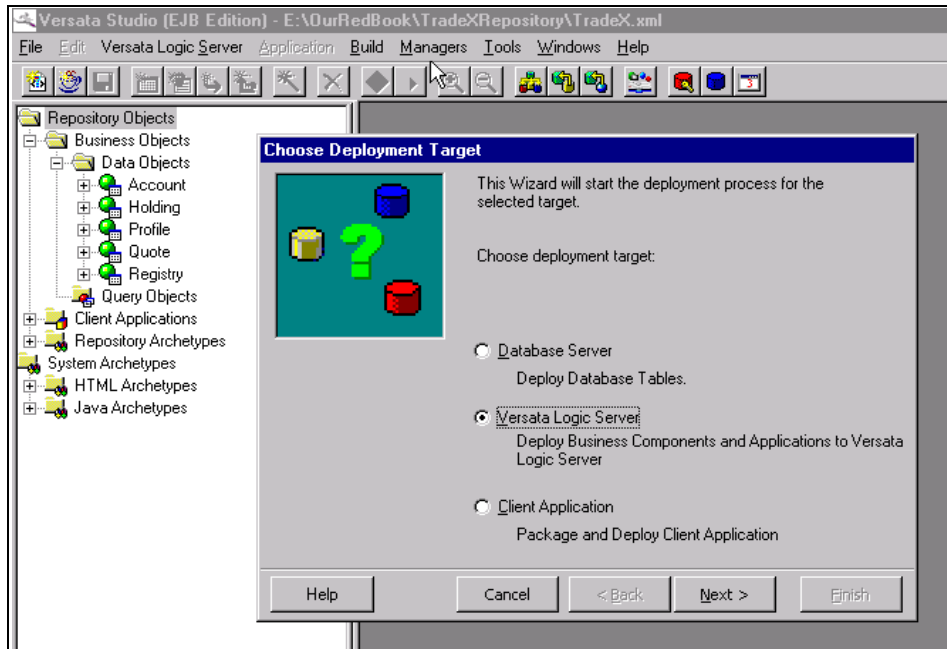 Versata Studio (EJB Edition) - E:\OurRedBook\TradeXRepository\TradeX.xml
File Edit Versata Logic Server Application Build Managers Tools Windows Help
Repository Objects
Business Objects
Data Objects
Account
Holding
Profile
Quote
Registry
Query Objects
Client Applications
Repository Archetypes
System Archetypes
HTML Archetypes
Java Archetypes
Choose Deployment Target
This Wizard will start the deployment process for the
selected target.
Choose deployment target:
Database Server
Deploy Database Tables.
Versata Logic Server
Deploy Business Components and Applications to Versata
Logic Server
Client Application
Package and Deploy Client Application
Help Cancel < Back Next > Finish